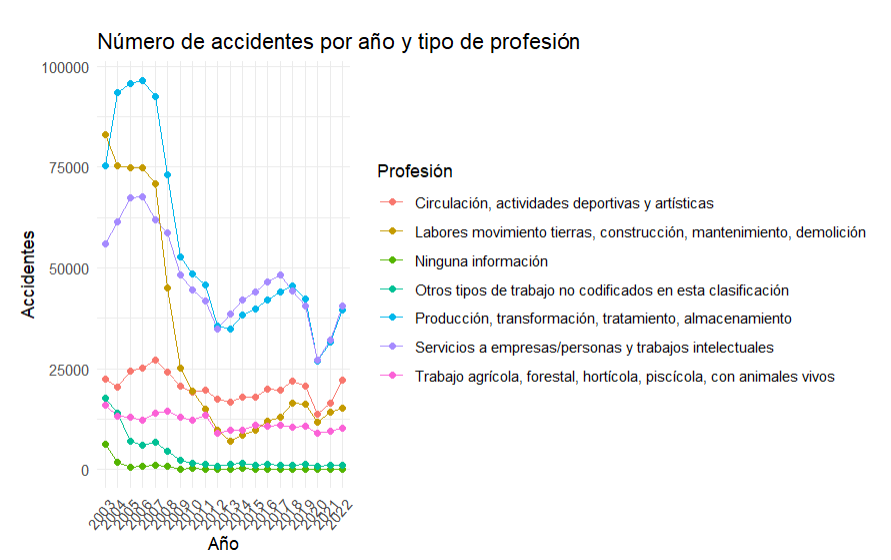 Número de accidentes por año y tipo de profesión
100000
75000
50000
25000
0
Accidentes
2003
2004
2005
2006
2007
2008
2009
2010
2011
2012
2013
2014
2015
2016
2017
2018
2019
2020
2021
2022
Año
Profesión
Circulación, actividades deportivas y artísticas
Labores movimiento tierras, construcción, mantenimiento, demolición
Ninguna información
Otros tipos de trabajo no codificados en esta clasificación
Producción, transformación, tratamiento, almacenamiento
Servicios a empresas/personas y trabajos intelectuales
Trabajo agrícola, forestal, hortícola, piscícola, con animales vivos